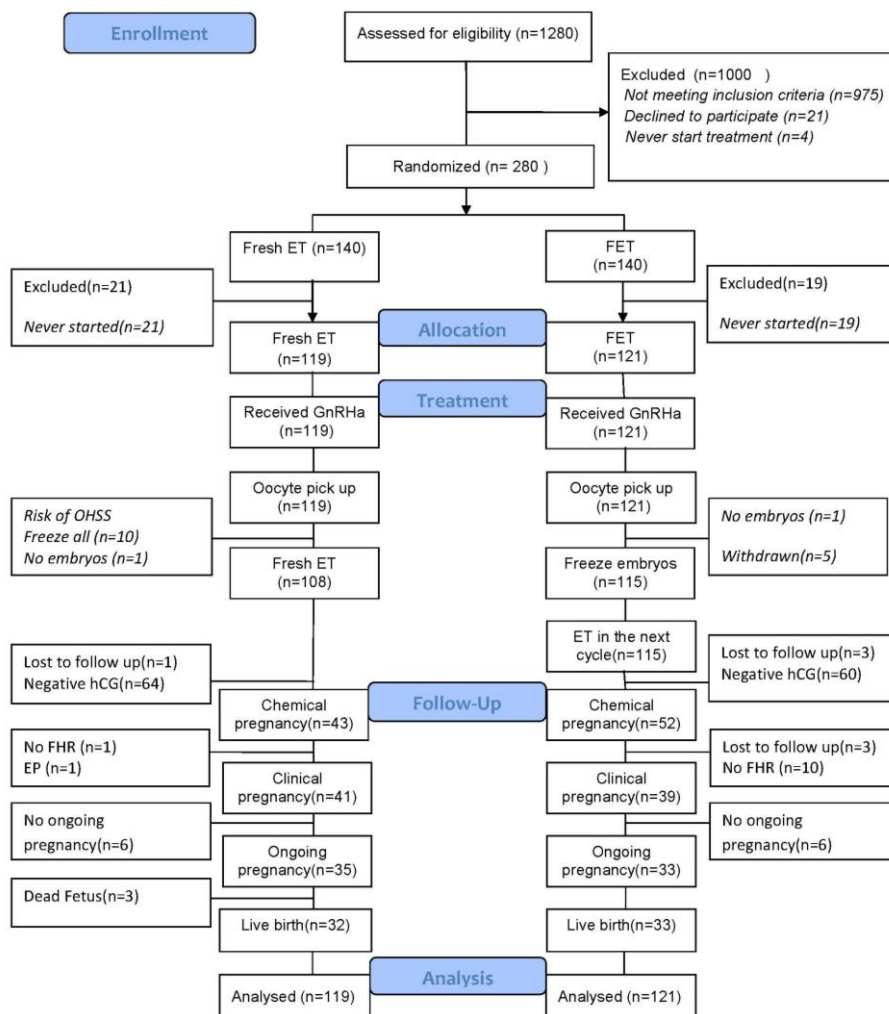 Enrollment
Assessed for eligibility (n=1280)
Excluded (n=1000 )
Not meeting inclusion criteria (n=975)
Declined to participate (n=21)
Never start treatment (n=4)
Randomized (n= 280 )
Fresh ET (n=140)
FET
(n=140)
Excluded(n=21)
Never started(n=21)
Excluded(n=19)
Never started(n=19)
Allocation
Fresh ET
(n=119)
FET
(n=121)
Treatment
Received GnRHa
(n=119)
Received GnRHa
(n=121)
Oocyte pick up
(n=119)
Oocyte pick up
(n=121)
Risk of OHSS
Freeze all (n=10)
No embryos (n=1)
No embryos (n=1)
Withdrawn(n=5)
Fresh ET
(n=108)
Freeze embryos
(n=115)
ET in the next
cycle(n=115)
Lost to follow up(n=1)
Negative hCG(n=64)
Lost to follow up(n=3)
Negative hCG(n=60)
Follow-Up
Chemical
pregnancy(n=43)
Chemical
pregnancy(n=52)
No FHR (n=1)
EP (n=1)
Lost to follow up(n=3)
No FHR (n=10)
Clinical
pregnancy(n=41)
Clinical
pregnancy(n=39)
No ongoing
pregnancy(n=6)
No ongoing
pregnancy(n=6)
Ongoing
pregnancy(n=35)
Ongoing
pregnancy(n=33)
Dead Fetus(n=3)
Live birth(n=32)
Live birth(n=33)
Analysis
Analysed (n=119)
Analysed (n=121)